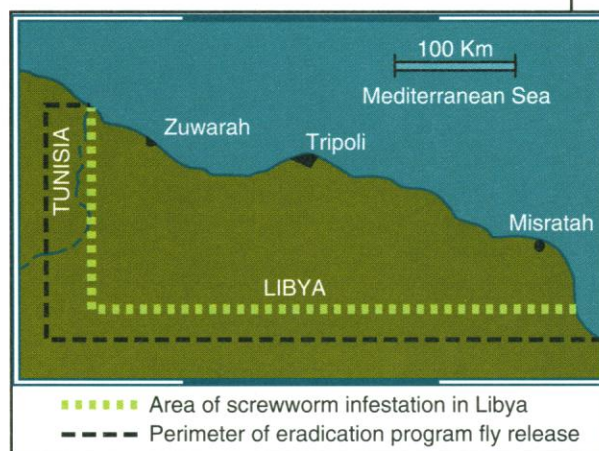 100 Km
Mediterranean Sea
Zuwarah
Tripoli
TUNISIA
Misratah
LIBYA
Area of screwworm infestation in Libya
Perimeter of eradication program fly release